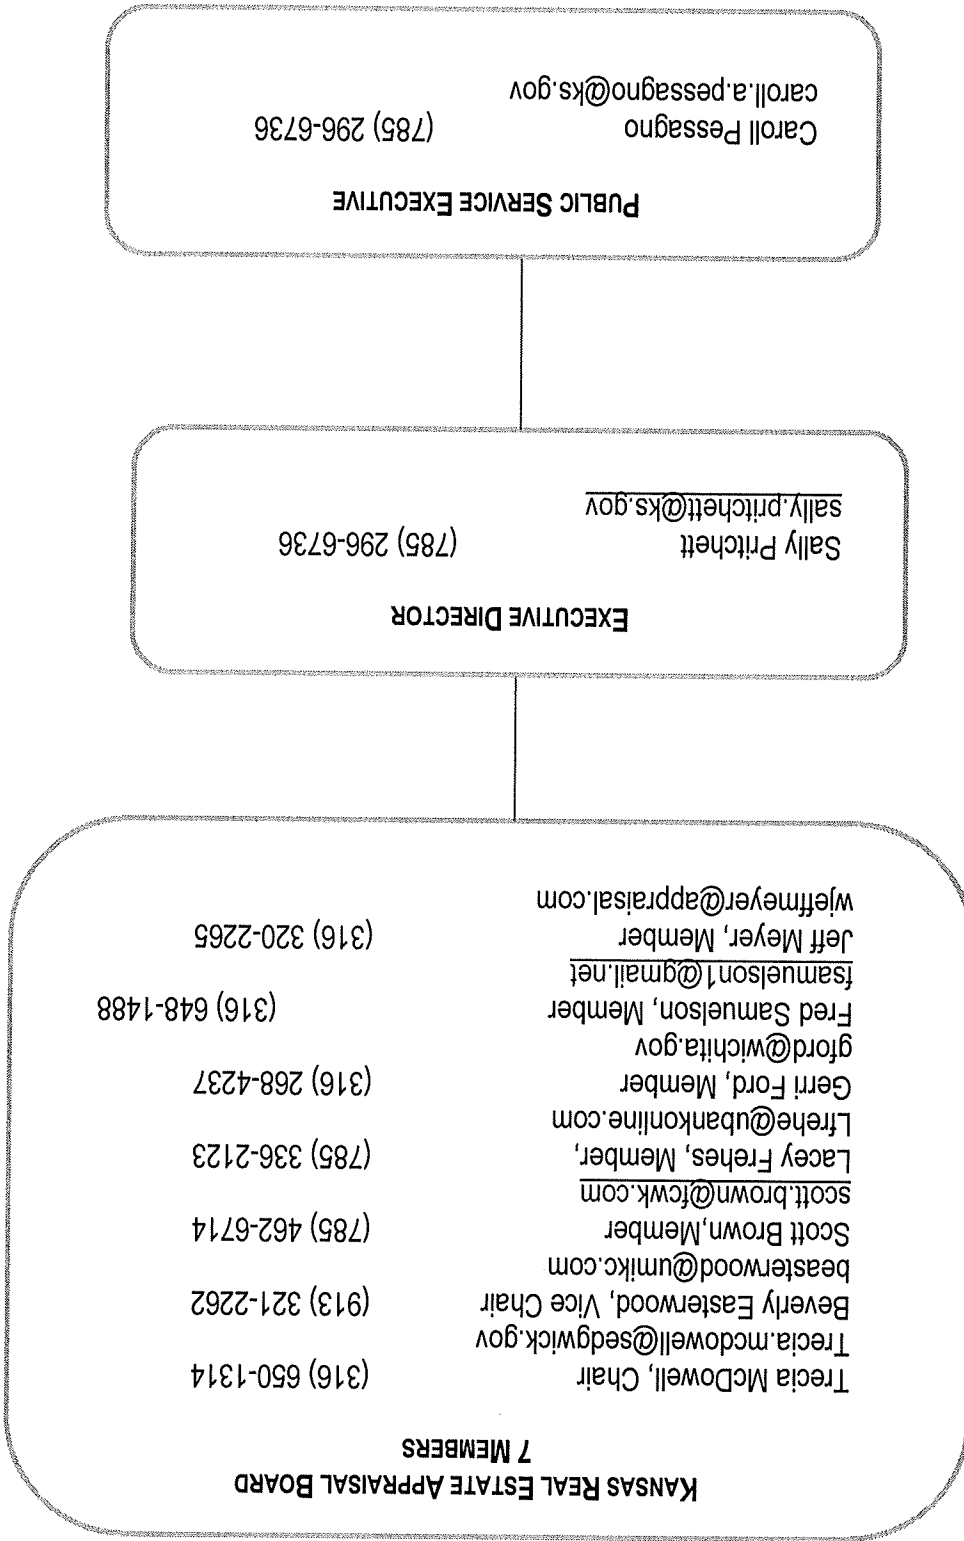 KANSAS REAL ESTATE APPRAISAL BOARD
7 MEMBERS
Trecia McDowell, Chair (316) 650-1314
Trecia.mcdowell@sedgwick.gov
Beverly Easterwood, Vice Chair (913) 321-2262
beasterwood@umikc.com
Scott Brown,Member (785) 462-6714
scott.brown@fcwk.com
Lacey Frehes, Member, (785) 336-2123
Lfrehe@ubankonline.com
Gerri Ford, Member (316) 268-4237
gford@wichita.gov
Fred Samuelson, Member (316) 648-1488
fsamuelson1@gmail.net
Jeff Meyer, Member (316) 320-2265
wjeffmeyer@appraisal.com
EXECUTIVE DIRECTOR
Sally Pritchett (785) 296-6736
sally.pritchett@ks.gov
PUBLIC SERVICE EXECUTIVE
Caroll Pessagno (785) 296-6736
caroll.a.pessagno@ks.gov